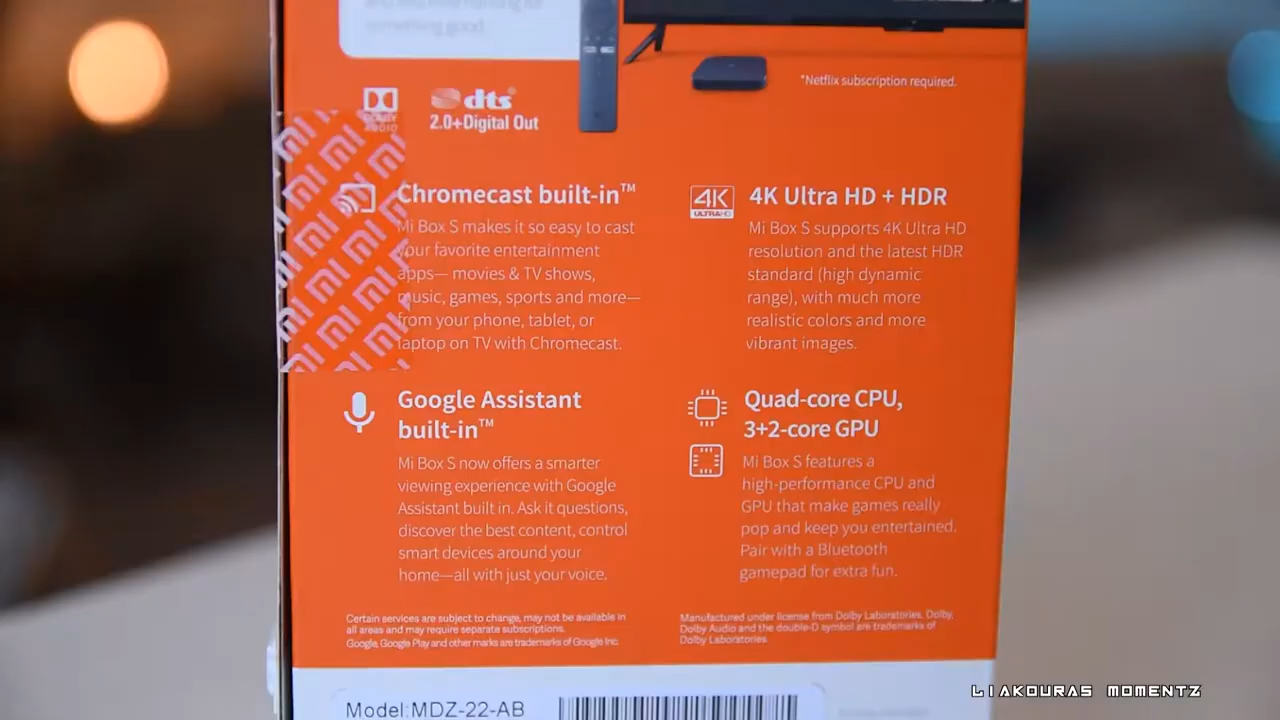 something good.
*Netflix subscription required.
DOLBY
AUDIO
dts
2.0+Digital Out
Chromecast built-in™
Mi Box S makes it so easy to cast
your favorite entertainment
apps— movies & TV shows,
music, games, sports and more—
from your phone, tablet, or
laptop on TV with Chromecast.
4K
ULTRA HD
4K Ultra HD + HDR
Mi Box S supports 4K Ultra HD
resolution and the latest HDR
standard (high dynamic
range), with much more
realistic colors and more
vibrant images.
Google Assistant
built-in™
Mi Box S now offers a smarter
viewing experience with Google
Assistant built in. Ask it questions,
discover the best content, control
smart devices around your
home—all with just your voice.
Quad-core CPU,
3+2-core GPU
Mi Box S features a
high-performance CPU and
GPU that make games really
pop and keep you entertained.
Pair with a Bluetooth
gamepad for extra fun.
Certain services are subject to change, may not be available in
all areas and may require separate subscriptions.
Google, Google Play and other marks are trademarks of Google Inc.
Manufactured under license from Dolby Laboratories. Dolby,
Dolby Audio and the double-D symbol are trademarks of
Dolby Laboratories.
Model:MDZ-22-AB
LIAKOURAS MOMENTZ